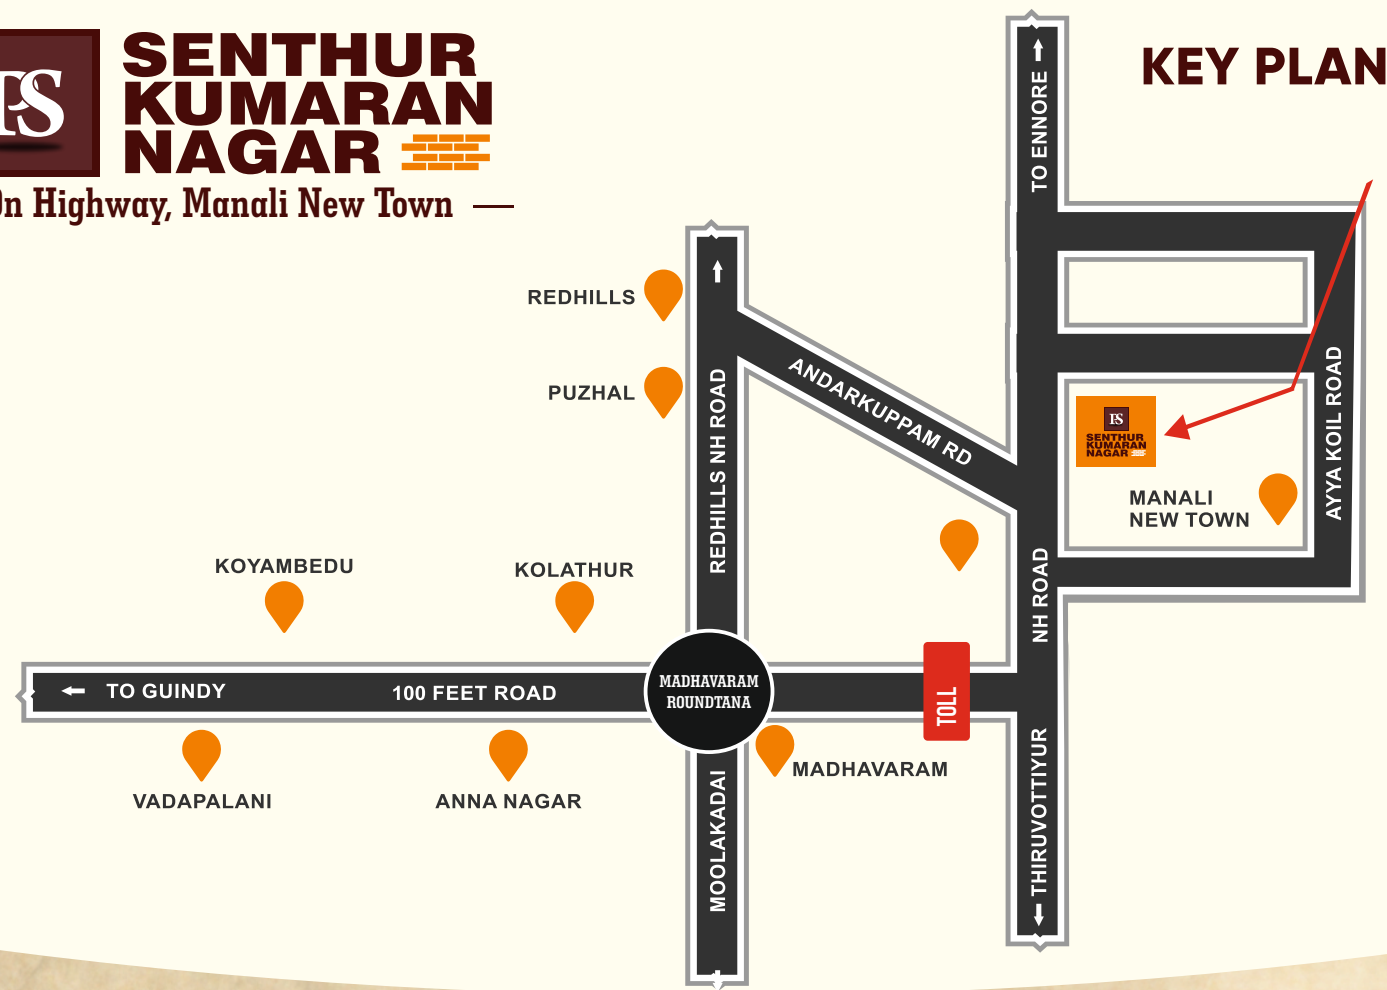 PS
SENTHUR
KUMARAN
NAGAR
On Highway, Manali New Town
KEY PLAN
TO ENNORE
REDHILLS
PUZHAL
REDHILLS NH ROAD
ANDARKUPPAM RD
PS
SENTHUR
KUMARAN
NAGAR
AYYA KOIL ROAD
MANALI
NEW TOWN
KOYAMBEDU
KOLATHUR
NH ROAD
TO GUINDY
100 FEET ROAD
MADHAVARAM
ROUNDTANA
TOLL
MADHAVARAM
VADAPALANI
ANNA NAGAR
MOOLAKADAI
THIRUVOTTIYUR